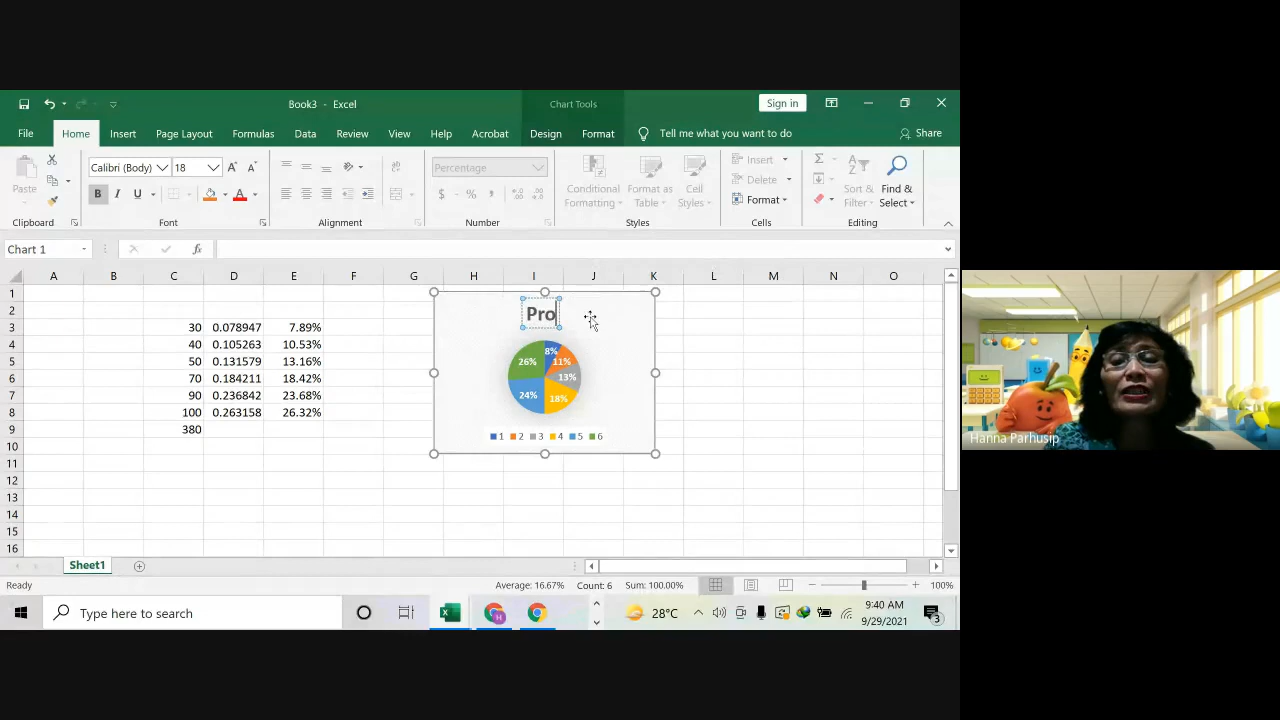 Book3 - Excel
Chart Tools
Sign in
File Home Insert Page Layout Formulas Data Review View Help Acrobat Design Format Tell me what you want to do Share
Calibri (Body) 18
Percentage
Paste
B I U
Conditional Formatting
Format as Table
Cell Styles
Insert
Delete
Format
Sort & Filter
Find & Select
Clipboard Font Alignment Number Styles Cells Editing
Chart 1
fx
A B C D E F G H I J K L M N O
1
2
3 30 0.078947 7.89%
4 40 0.105263 10.53%
5 50 0.131579 13.16%
6 70 0.184211 18.42%
7 90 0.236842 23.68%
8 100 0.263158 26.32%
9 380
10
11
12
13
14
15
16
Pro
8%
11%
13%
18%
24%
26%
1 2 3 4 5 6
Hanna Parhusip
Sheet1
Ready Average: 16.67% Count: 6 Sum: 100.00% 100%
Type here to search
28°C
9:40 AM
9/29/2021
3